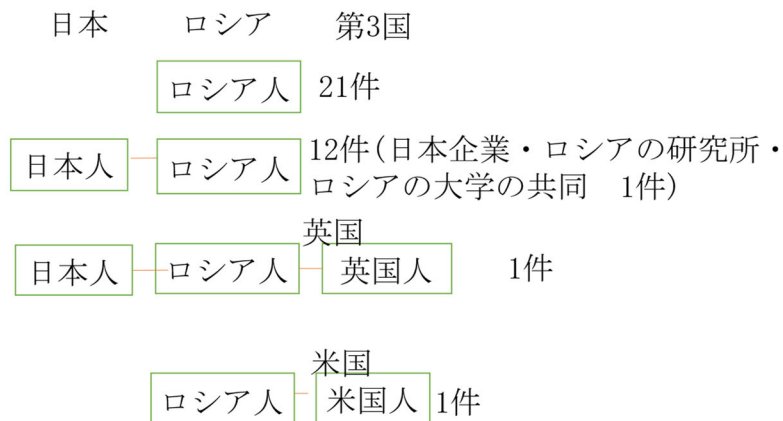 日本 ロシア 第3国
ロシア人 21件
日本人 ロシア人 12件(日本企業・ロシアの研究所・
ロシアの大学の共同 1件)
英国
日本人 ロシア人 英国人 1件
米国
ロシア人 米国人 1件